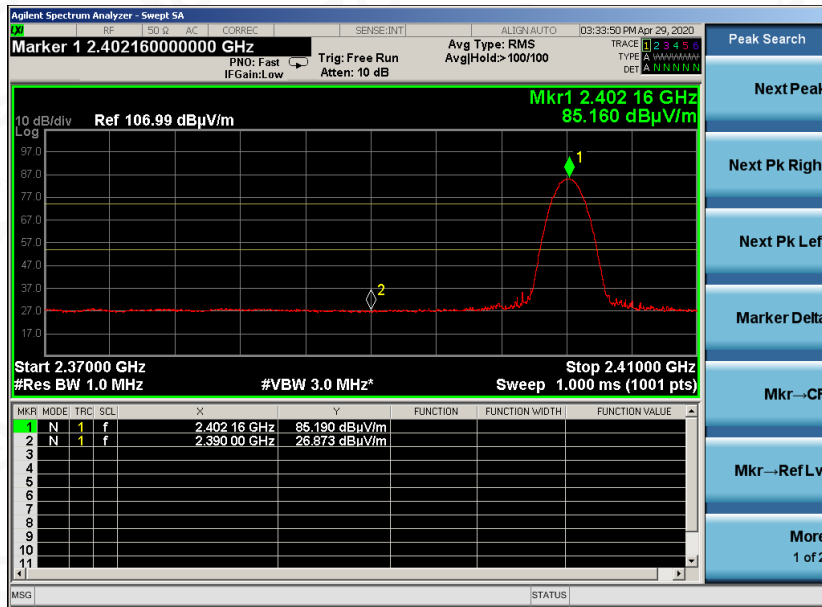 Agilent Spectrum Analyzer - Swept SA
LXI RF 50 Ω AC CORREC SENSE:INT ALIGN AUTO 03:33:50 PM Apr 29, 2020
Marker 1 2.402160000000 GHz
PNO: Fast
IFGain:Low
Trig: Free Run
Atten: 10 dB
Avg Type: RMS
Avg|Hold:>100/100
TRACE 1 2 3 4 5 6
TYPE A WWWWW
DET A N N N N N
Mkr1 2.402 16 GHz
85.160 dBµV/m
10 dB/div Ref 106.99 dBµV/m
Log
97.0
87.0
77.0
67.0
57.0
47.0
37.0
27.0
17.0
1
2
Start 2.37000 GHz Stop 2.41000 GHz
#Res BW 1.0 MHz #VBW 3.0 MHz* Sweep 1.000 ms (1001 pts)
MKR MODE TRC SCL X Y FUNCTION FUNCTION WIDTH FUNCTION VALUE
1 N 1 f 2.402 16 GHz 85.190 dBµV/m
2 N 1 f 2.390 00 GHz 26.873 dBµV/m
3
4
5
6
7
8
9
10
11
MSG STATUS
Peak Search
Next Peak
Next Pk Righ
Next Pk Lef
Marker Delta
Mkr→CF
Mkr→Ref Lv
More
1 of 2